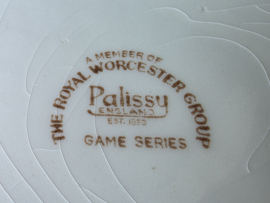 A MEMBER OF
THE ROYAL WORCESTER GROUP
Palissy
ENGLAND
EST. 1853
GAME SERIES